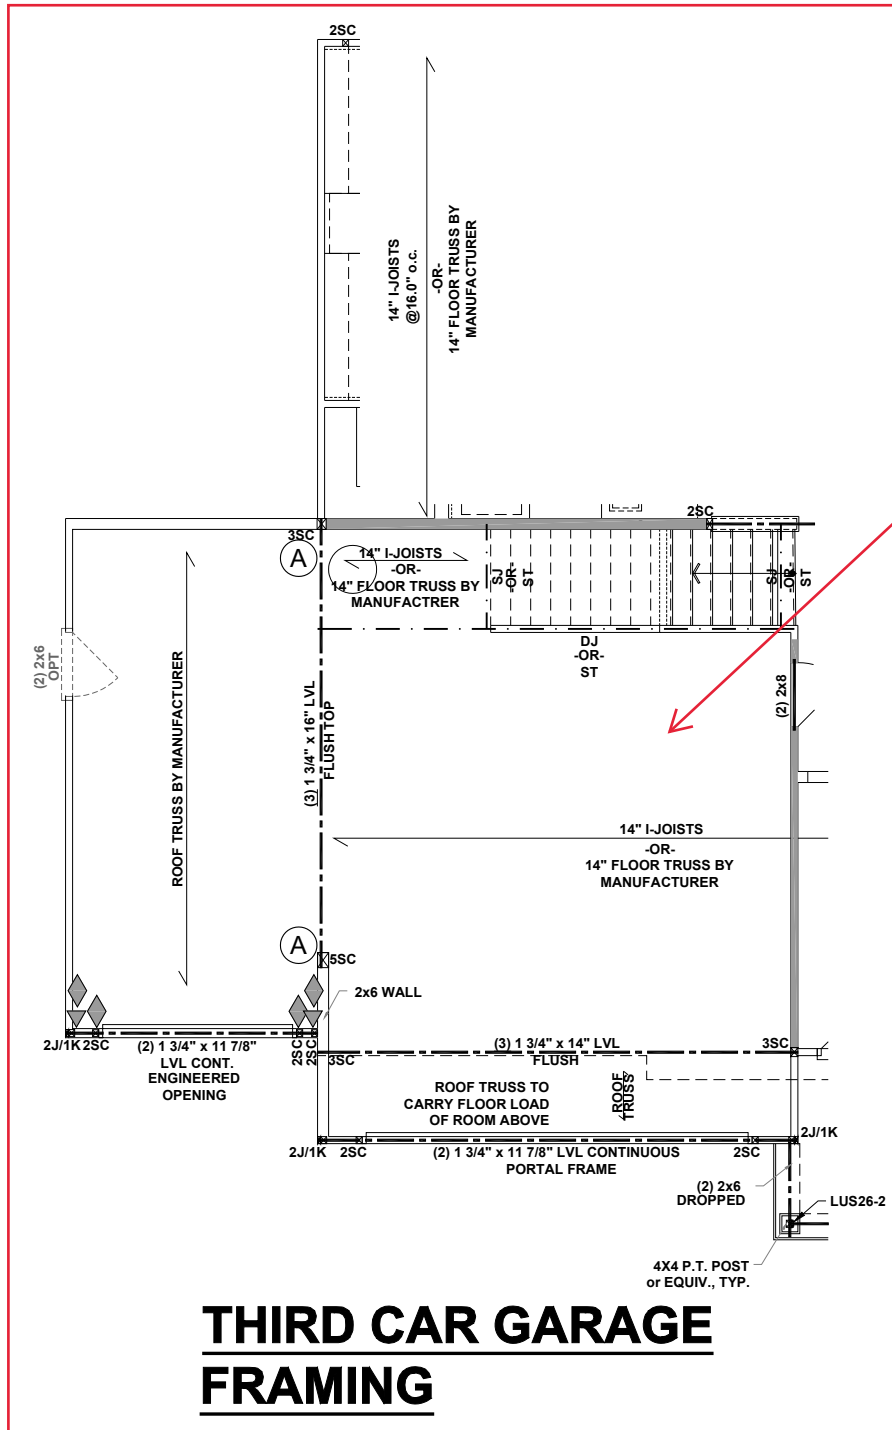 2SC
14" I-JOISTS
@16.0" o.c.
-OR-
14" FLOOR TRUSS BY
MANUFACTURER
3SC
2SC
A
14" I-JOISTS
-OR-
14" FLOOR TRUSS BY
MANUFACTRER
SJ
-OR-
ST
SJ
-OR-
ST
DJ
-OR-
ST
(2) 2x6
OPT
ROOF TRUSS BY MANUFACTURER
(3) 1 3/4" x 16" LVL
FLUSH TOP
(2) 2x8
14" I-JOISTS
-OR-
14" FLOOR TRUSS BY
MANUFACTURER
A
5SC
2x6 WALL
2J/1K
2SC
(2) 1 3/4" x 11 7/8"
LVL CONT.
ENGINEERED
OPENING
2SC
2SC
3SC
(3) 1 3/4" x 14" LVL
FLUSH
3SC
ROOF TRUSS TO
CARRY FLOOR LOAD
OF ROOM ABOVE
ROOF
TRUSS
2J/1K
2SC
(2) 1 3/4" x 11 7/8" LVL CONTINUOUS
PORTAL FRAME
2SC
2J/1K
(2) 2x6
DROPPED
LUS26-2
4X4 P.T. POST
or EQUIV., TYP.
THIRD CAR GARAGE
FRAMING